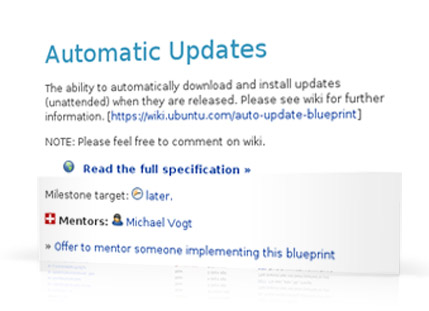 Automatic Updates
The ability to automatically download and install updates
(unattended) when they are released. Please see wiki for further
information. [https://wiki.ubuntu.com/auto-update-blueprint]
NOTE: Please feel free to comment on wiki.
Read the full specification »
Milestone target: later.
Mentors: Michael Vogt
» Offer to mentor someone implementing this blueprint